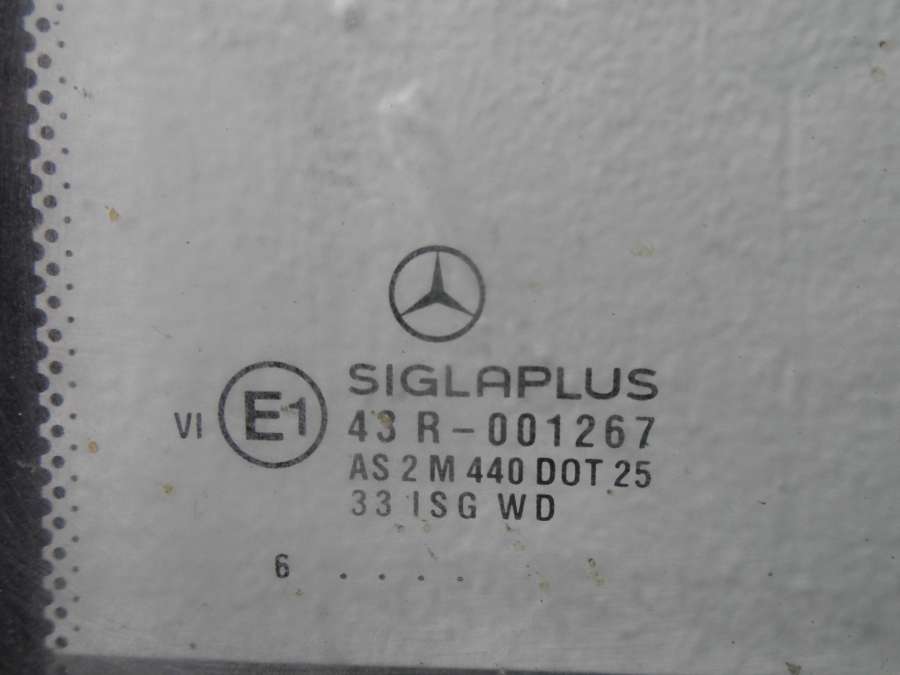 SIGLAPLUS
VI E1 43 R-001267
AS 2 M 440 DOT 25
33 ISG WD
6 . . . .